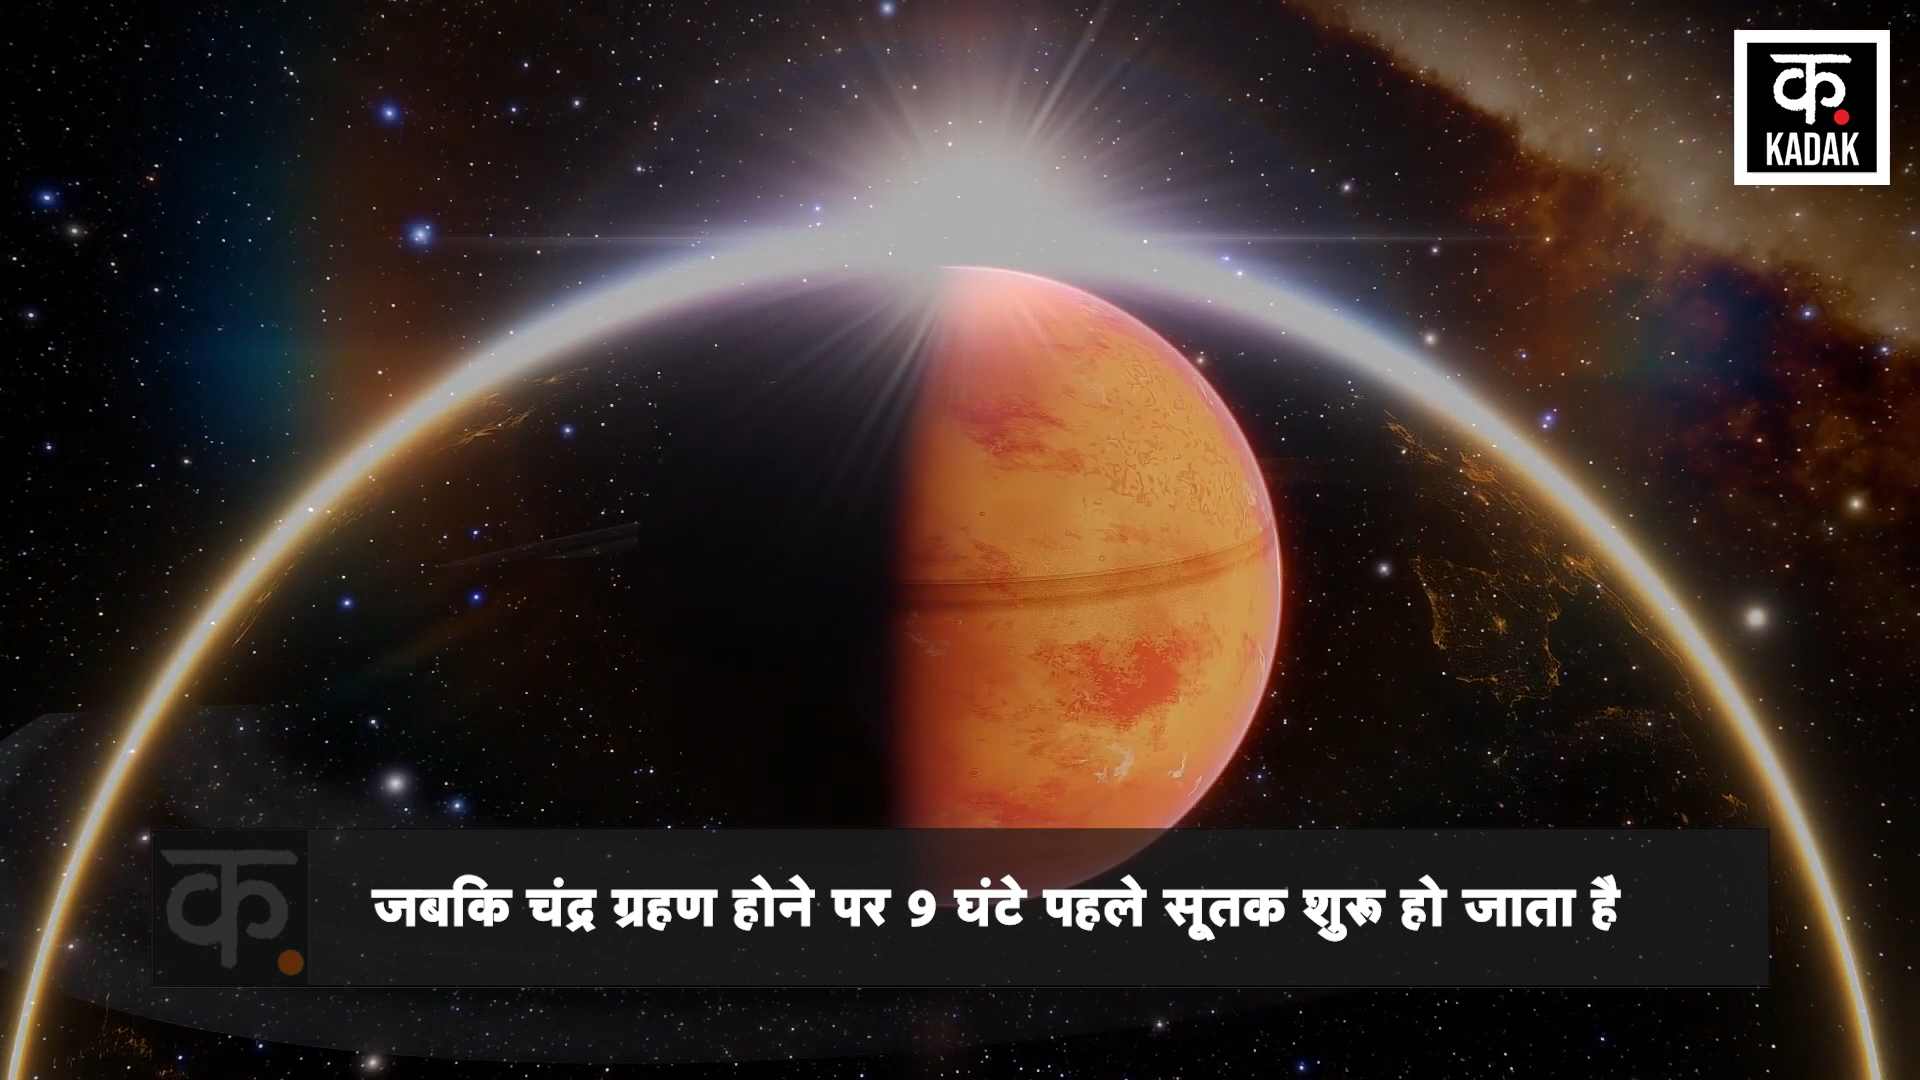 क
KADAK
क
जबकि चंद्र ग्रहण होने पर 9 घंटे पहले सूतक शुरू हो जाता है